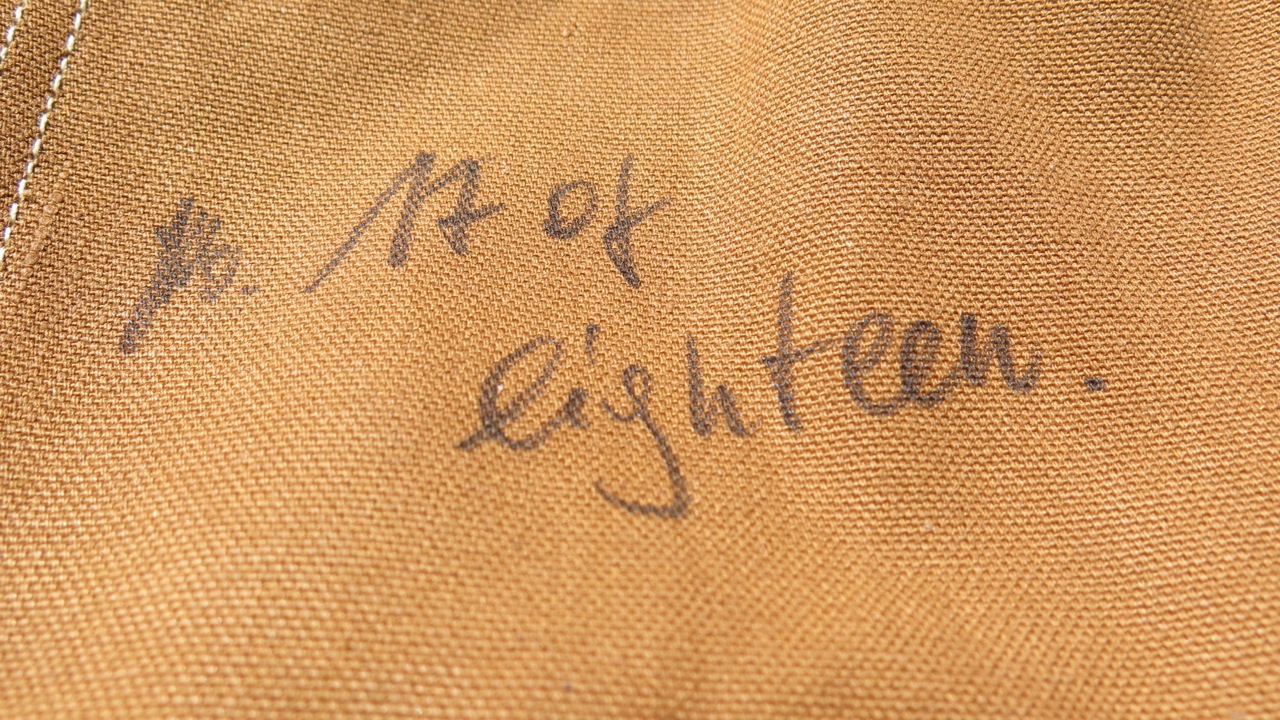 17 of
eighteen.